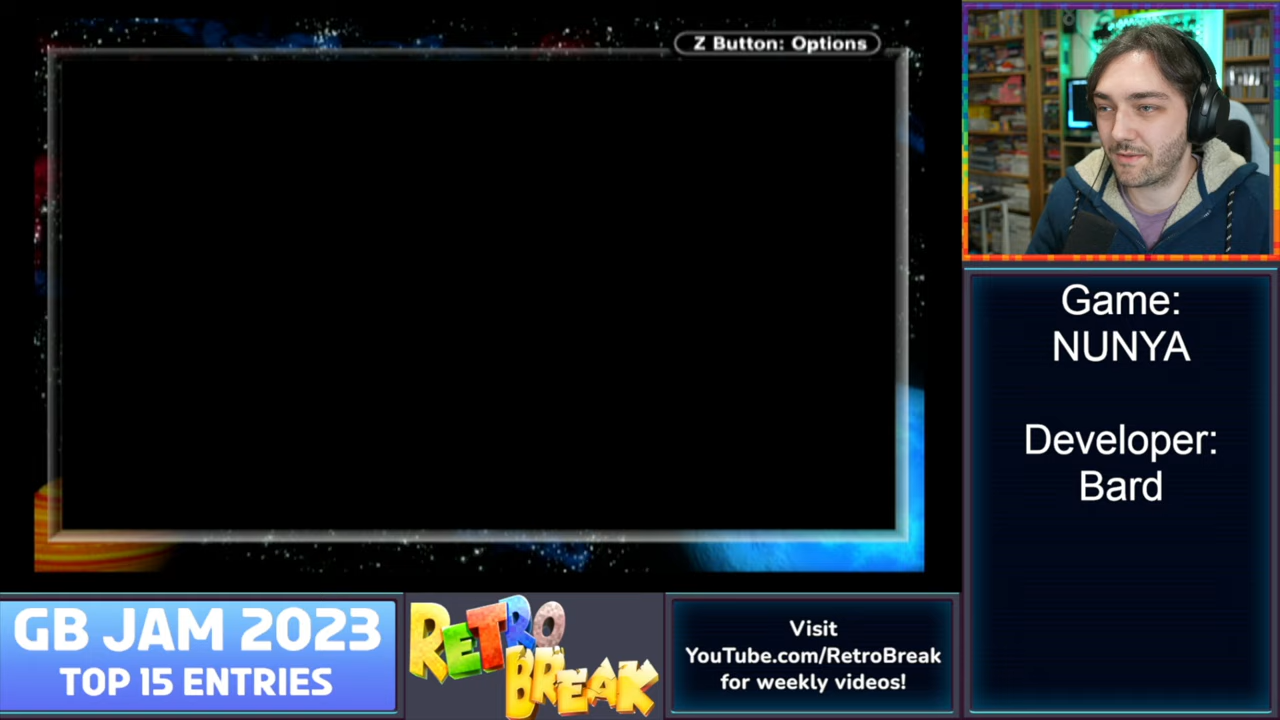 Z Button: Options
Game:
NUNYA
Developer:
Bard
GB JAM 2023
TOP 15 ENTRIES
RETRO
BREAK
Visit
YouTube.com/RetroBreak
for weekly videos!